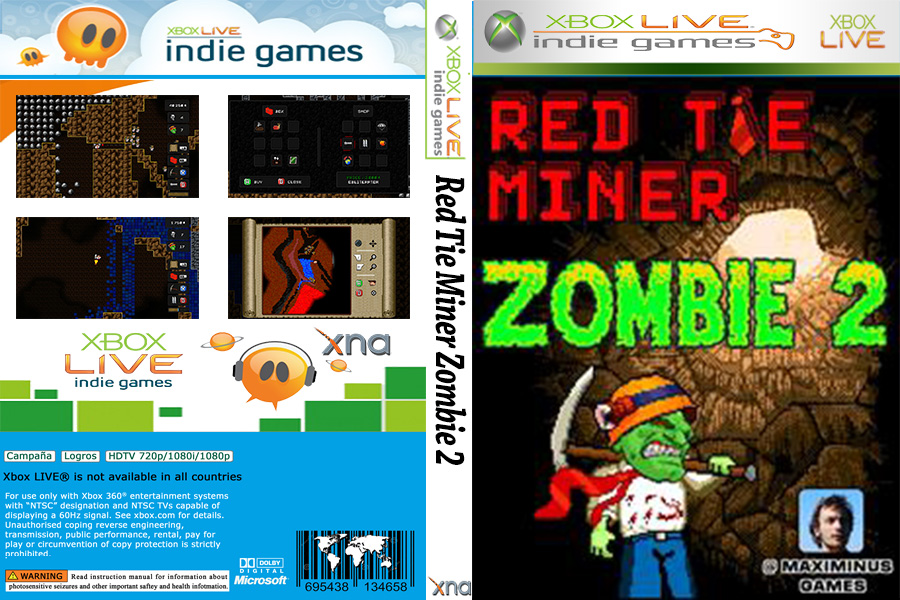 XBOX LIVE
indie games
SHOP
BUY
CLOSE
XBOX
LIVE
indie games
xna
Campaña
Logros
HDTV 720p/1080i/1080p
Xbox LIVE® is not available in all countries
For use only with Xbox 360® entertainment systems
with "NTSC" designation and NTSC TVs capable of
displaying a 60Hz signal. See xbox.com for details.
Unauthorised coping reverse engineering,
transmission, public performance, rental, pay for
play or circumvention of copy protection is strictly
prohibited.
WARNING
Read instruction manual for information about
photosensitive seizures and other important saftey and health infotmation.
DOLBY
DIGITAL
Microsoft®
695438 134658
XBOX LIVE
indie games
Red Tie Miner Zombie 2
xna
XBOX LIVE
indie games
XBOX
LIVE
RED TIE
MINER
ZOMBIE 2
@MAXIMINUS
GAMES